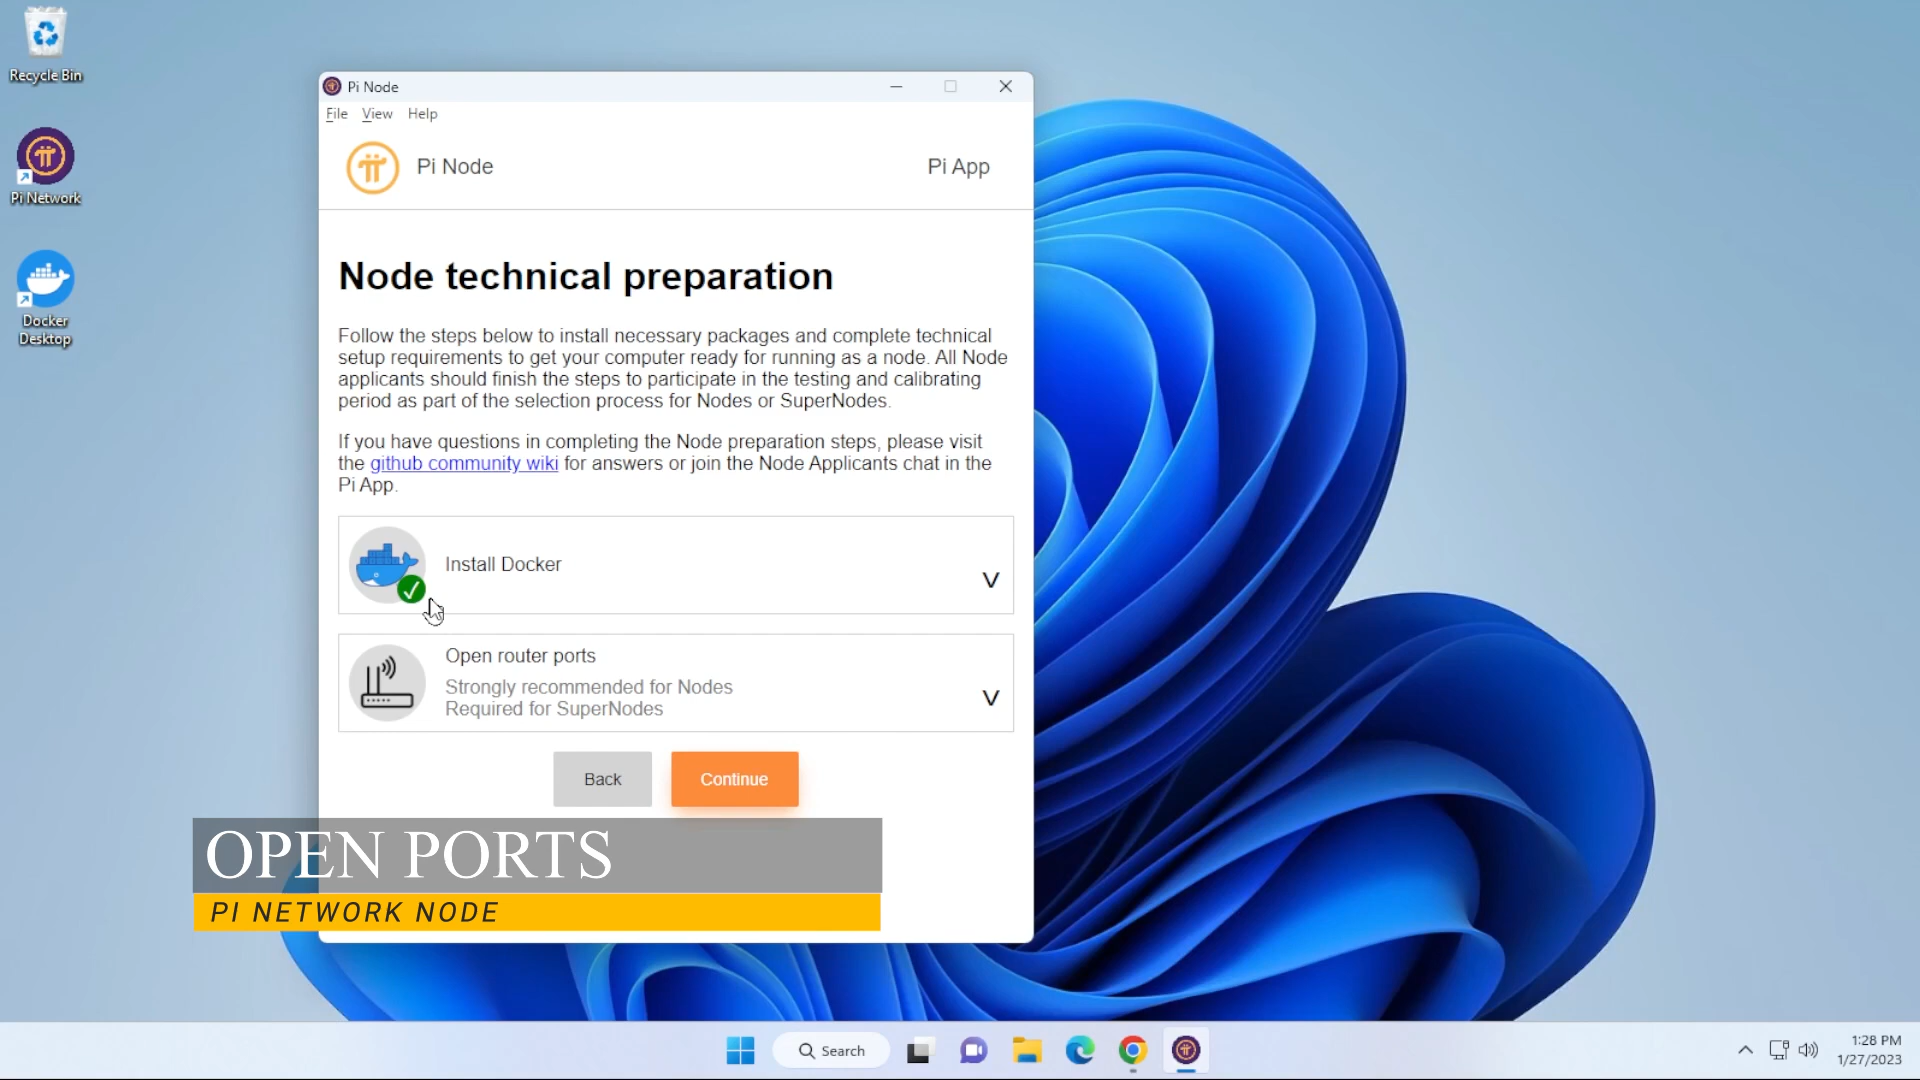 Recycle Bin
Pi Network
Docker
Desktop
Pi Node
File View Help
Pi Node
Pi App
Node technical preparation
Follow the steps below to install necessary packages and complete technical
setup requirements to get your computer ready for running as a node. All Node
applicants should finish the steps to participate in the testing and calibrating
period as part of the selection process for Nodes or SuperNodes.
If you have questions in completing the Node preparation steps, please visit
the github community wiki for answers or join the Node Applicants chat in the
Pi App.
Install Docker
V
Open router ports
Strongly recommended for Nodes
Required for SuperNodes
V
Back
Continue
OPEN PORTS
PI NETWORK NODE
Search
1:28 PM
1/27/2023